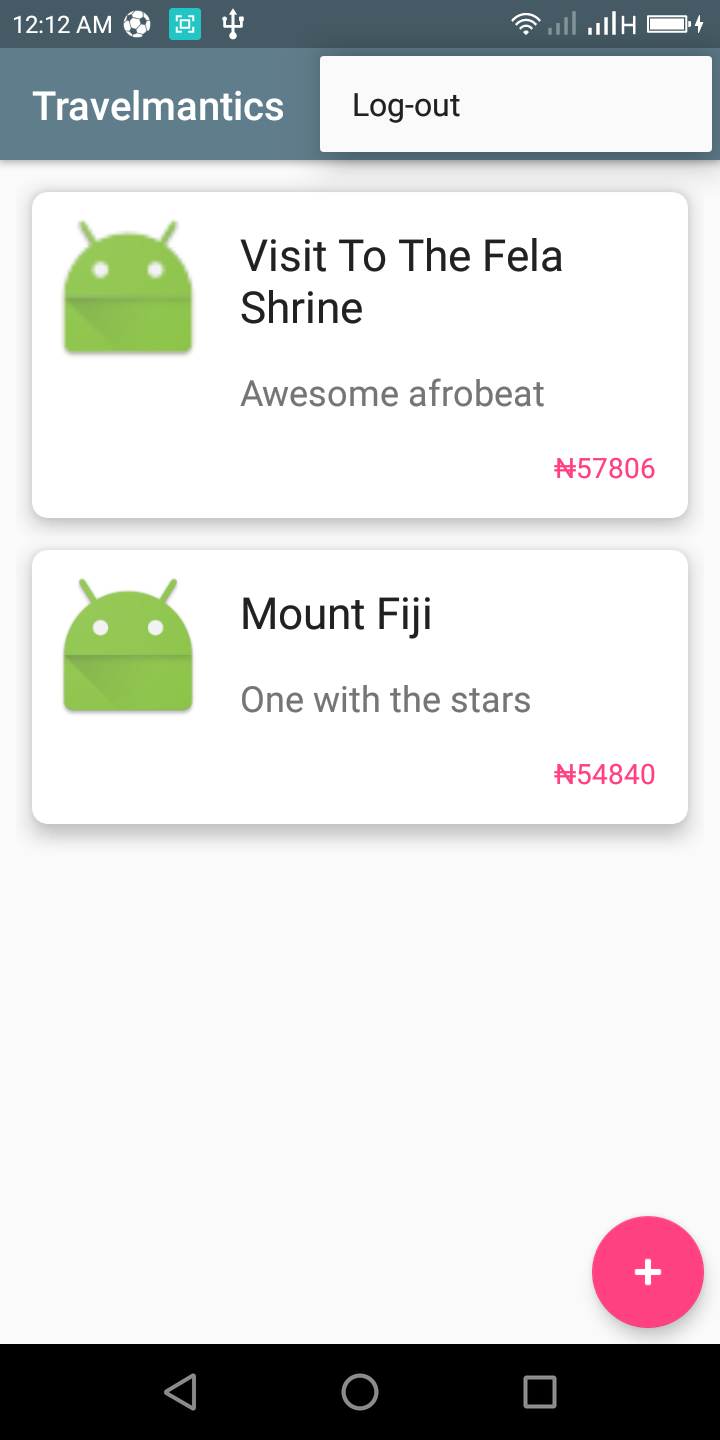 12:12 AM
H
Travelmantics
Log-out
Visit To The Fela
Shrine
Awesome afrobeat
₦57806
Mount Fiji
One with the stars
₦54840